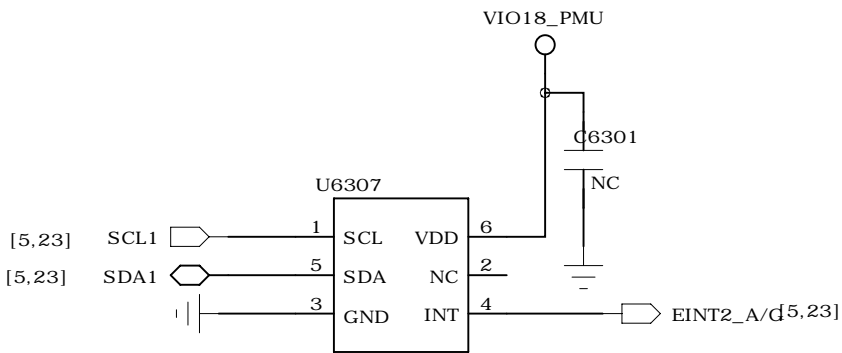 VIO18_PMU
C6301
NC
U6307
[5,23] SCL1 1 SCL VDD 6
[5,23] SDA1 5 SDA NC 2
3 GND INT 4 EINT2_A/G[5,23]